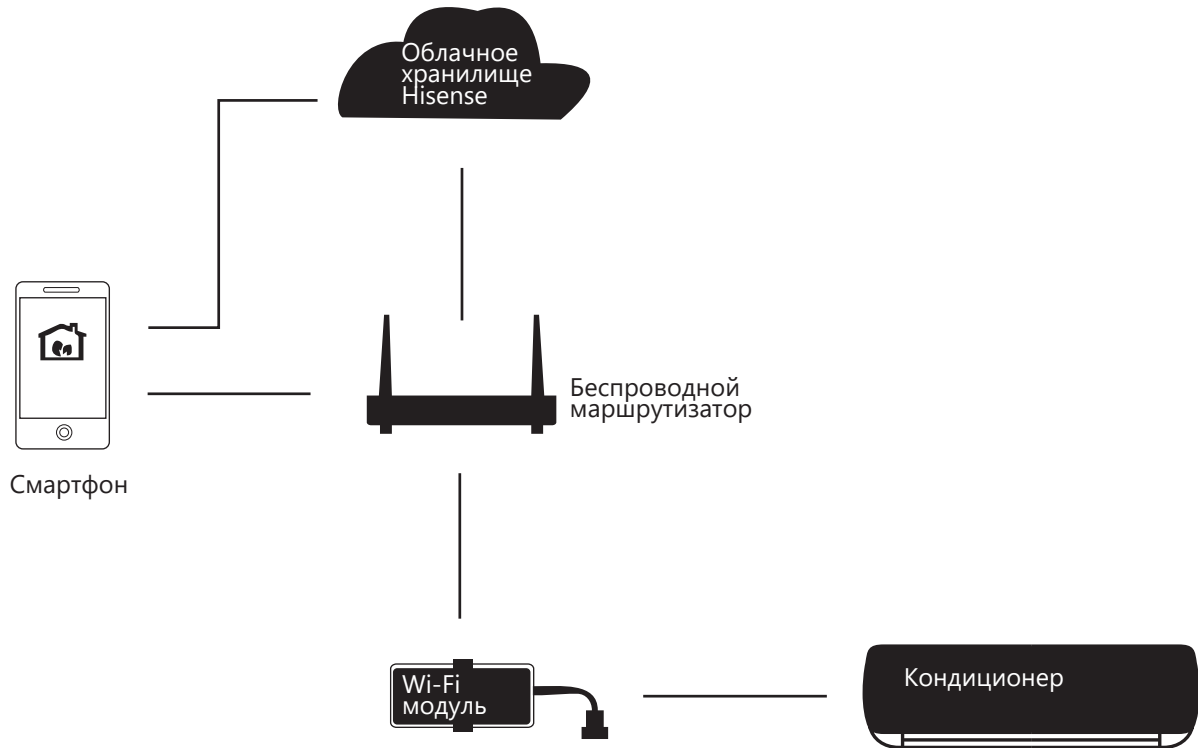 Облачное
хранилище
Hisense
Беспроводной
маршрутизатор
Смартфон
Wi-Fi
модуль
Кондиционер